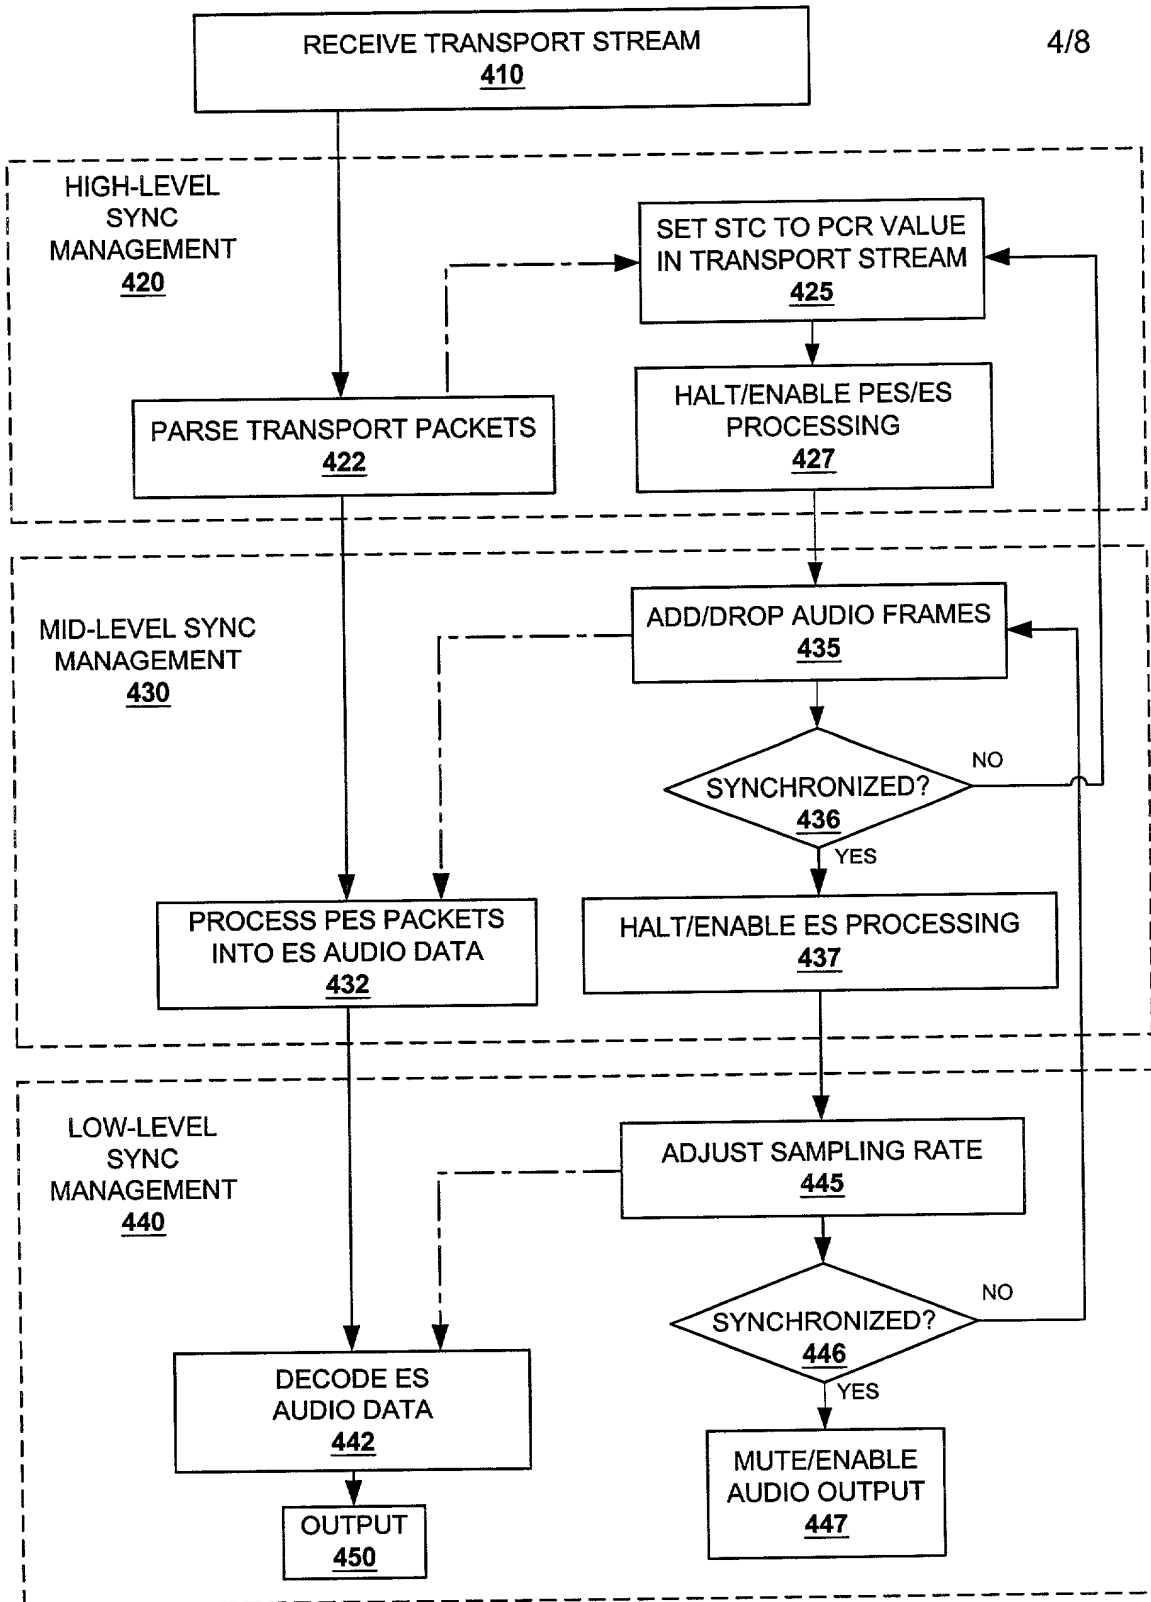 RECEIVE TRANSPORT STREAM
410
4/8
HIGH-LEVEL
SYNC
MANAGEMENT
420
SET STC TO PCR VALUE
IN TRANSPORT STREAM
425
HALT/ENABLE PES/ES
PROCESSING
427
PARSE TRANSPORT PACKETS
422
MID-LEVEL SYNC
MANAGEMENT
430
ADD/DROP AUDIO FRAMES
435
SYNCHRONIZED?
436
NO
YES
PROCESS PES PACKETS
INTO ES AUDIO DATA
432
HALT/ENABLE ES PROCESSING
437
LOW-LEVEL
SYNC
MANAGEMENT
440
ADJUST SAMPLING RATE
445
SYNCHRONIZED?
446
NO
YES
DECODE ES
AUDIO DATA
442
MUTE/ENABLE
AUDIO OUTPUT
447
OUTPUT
450